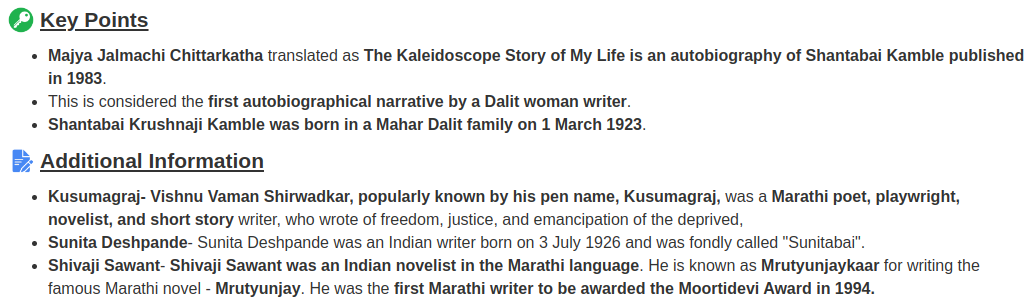 Key Points
• Majya Jalmachi Chittarkatha translated as The Kaleidoscope Story of My Life is an autobiography of Shantabai Kamble published
in 1983.
• This is considered the first autobiographical narrative by a Dalit woman writer.
• Shantabai Krushnaji Kamble was born in a Mahar Dalit family on 1 March 1923.
Additional Information
• Kusumagraj- Vishnu Vaman Shirwadkar, popularly known by his pen name, Kusumagraj, was a Marathi poet, playwright,
novelist, and short story writer, who wrote of freedom, justice, and emancipation of the deprived,
• Sunita Deshpande- Sunita Deshpande was an Indian writer born on 3 July 1926 and was fondly called "Sunitabai".
• Shivaji Sawant- Shivaji Sawant was an Indian novelist in the Marathi language. He is known as Mrutyunjaykaar for writing the
famous Marathi novel - Mrutyunjay. He was the first Marathi writer to be awarded the Moortidevi Award in 1994.